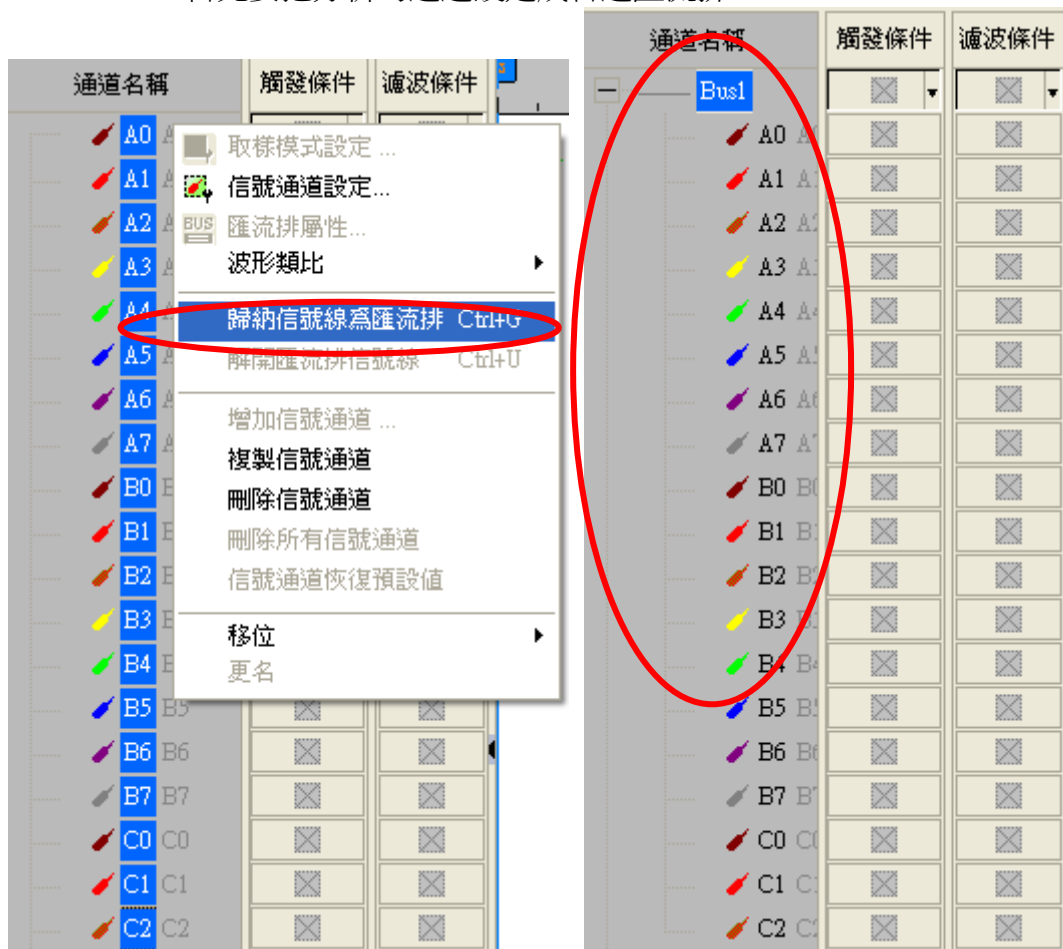 通道名稱 觸發條件 濾波條件
A0
A1
A2
A3
A4
A5
A6
A7
B0
B1
B2
B3
B4
B5 B5
B6 B6
B7 B7
C0 C0
C1 C1
C2 C2
取樣模式設定 ...
信號通道設定...
BUS 匯流排屬性...
波形類比
歸納信號線為匯流排 Ctrl+G
解開匯流排信號線 Ctrl+U
增加信號通道 ...
複製信號通道
刪除信號通道
刪除所有信號通道
信號通道恢復預設值
移位
更名
通道名稱 觸發條件 濾波條件
Bus1
A0
A1
A2
A3
A4
A5
A6
A7
B0
B1
B2
B3
B4
B5
B6
B7
C0
C1
C2